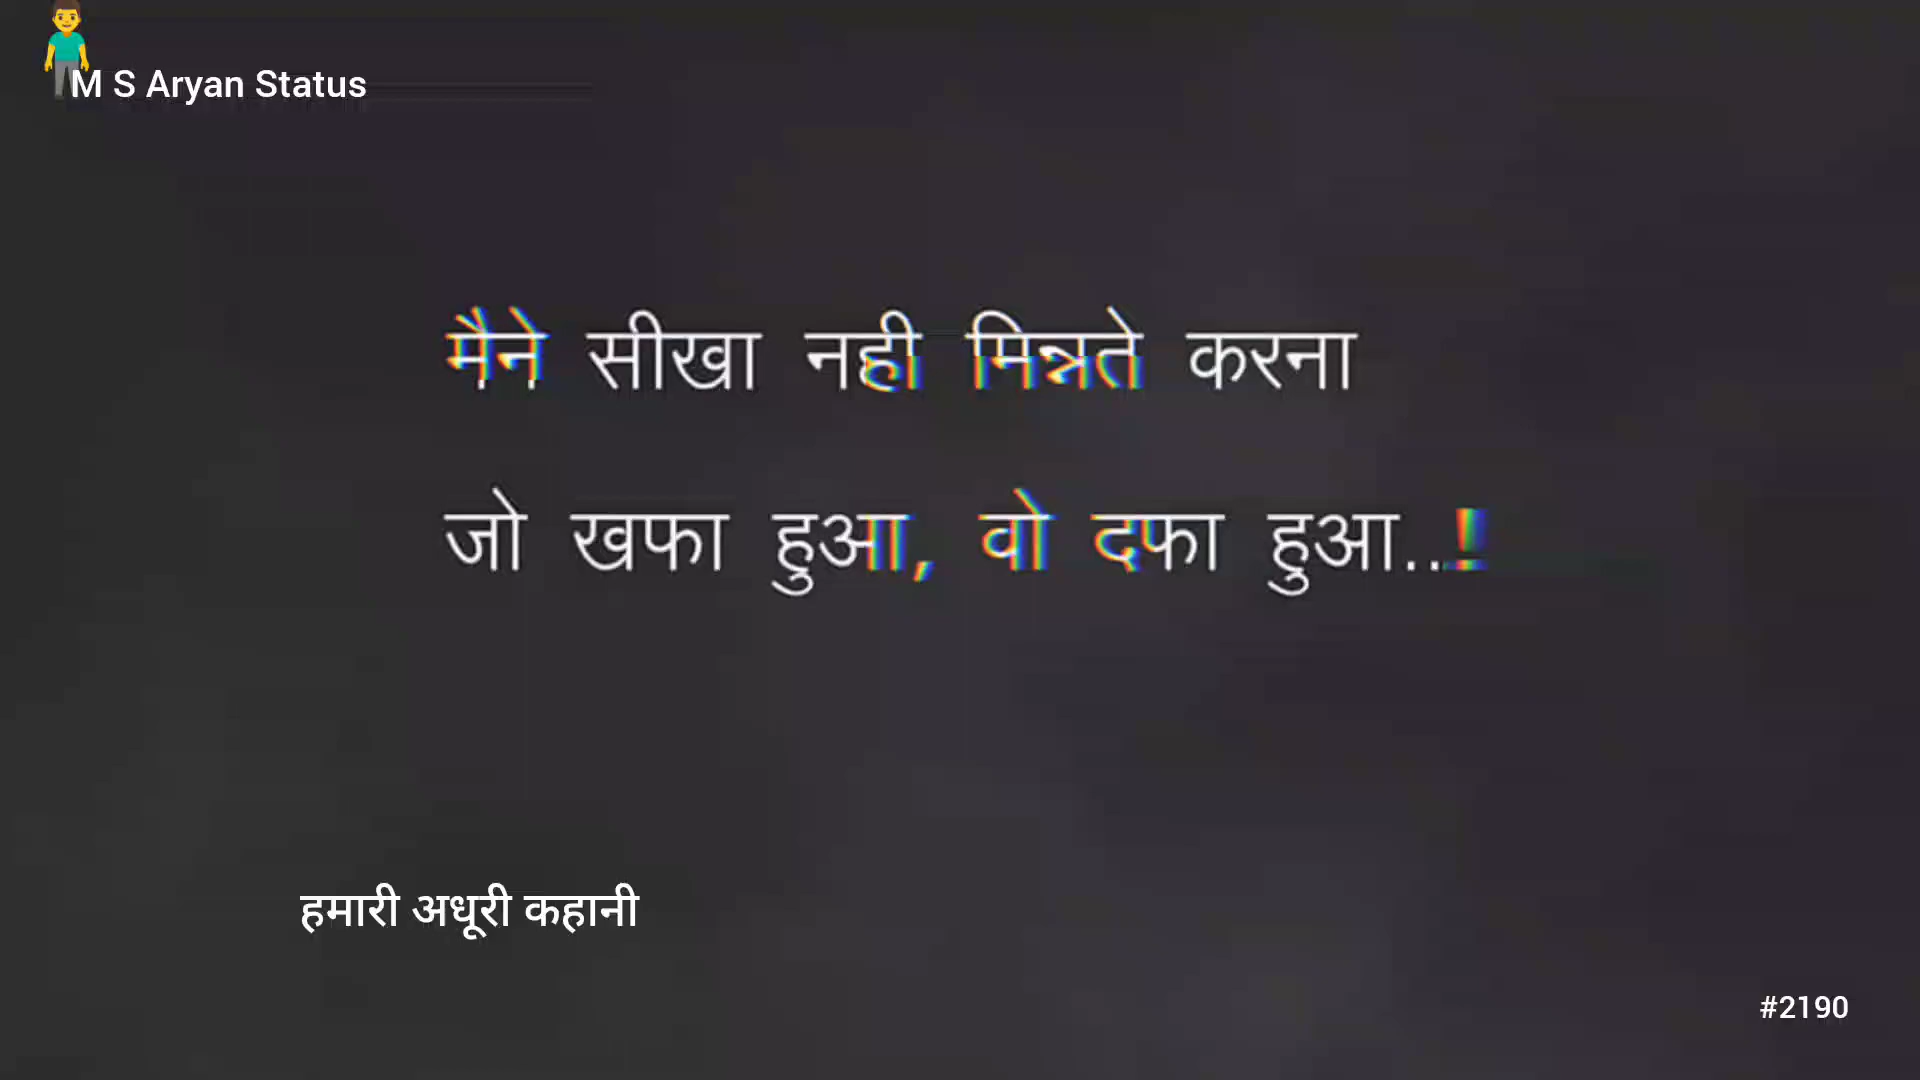 M S Aryan Status
मैने सीखा नही मिन्नते करना
जो खफा हुआ, वो दफा हुआ..!
हमारी अधूरी कहानी
#2190